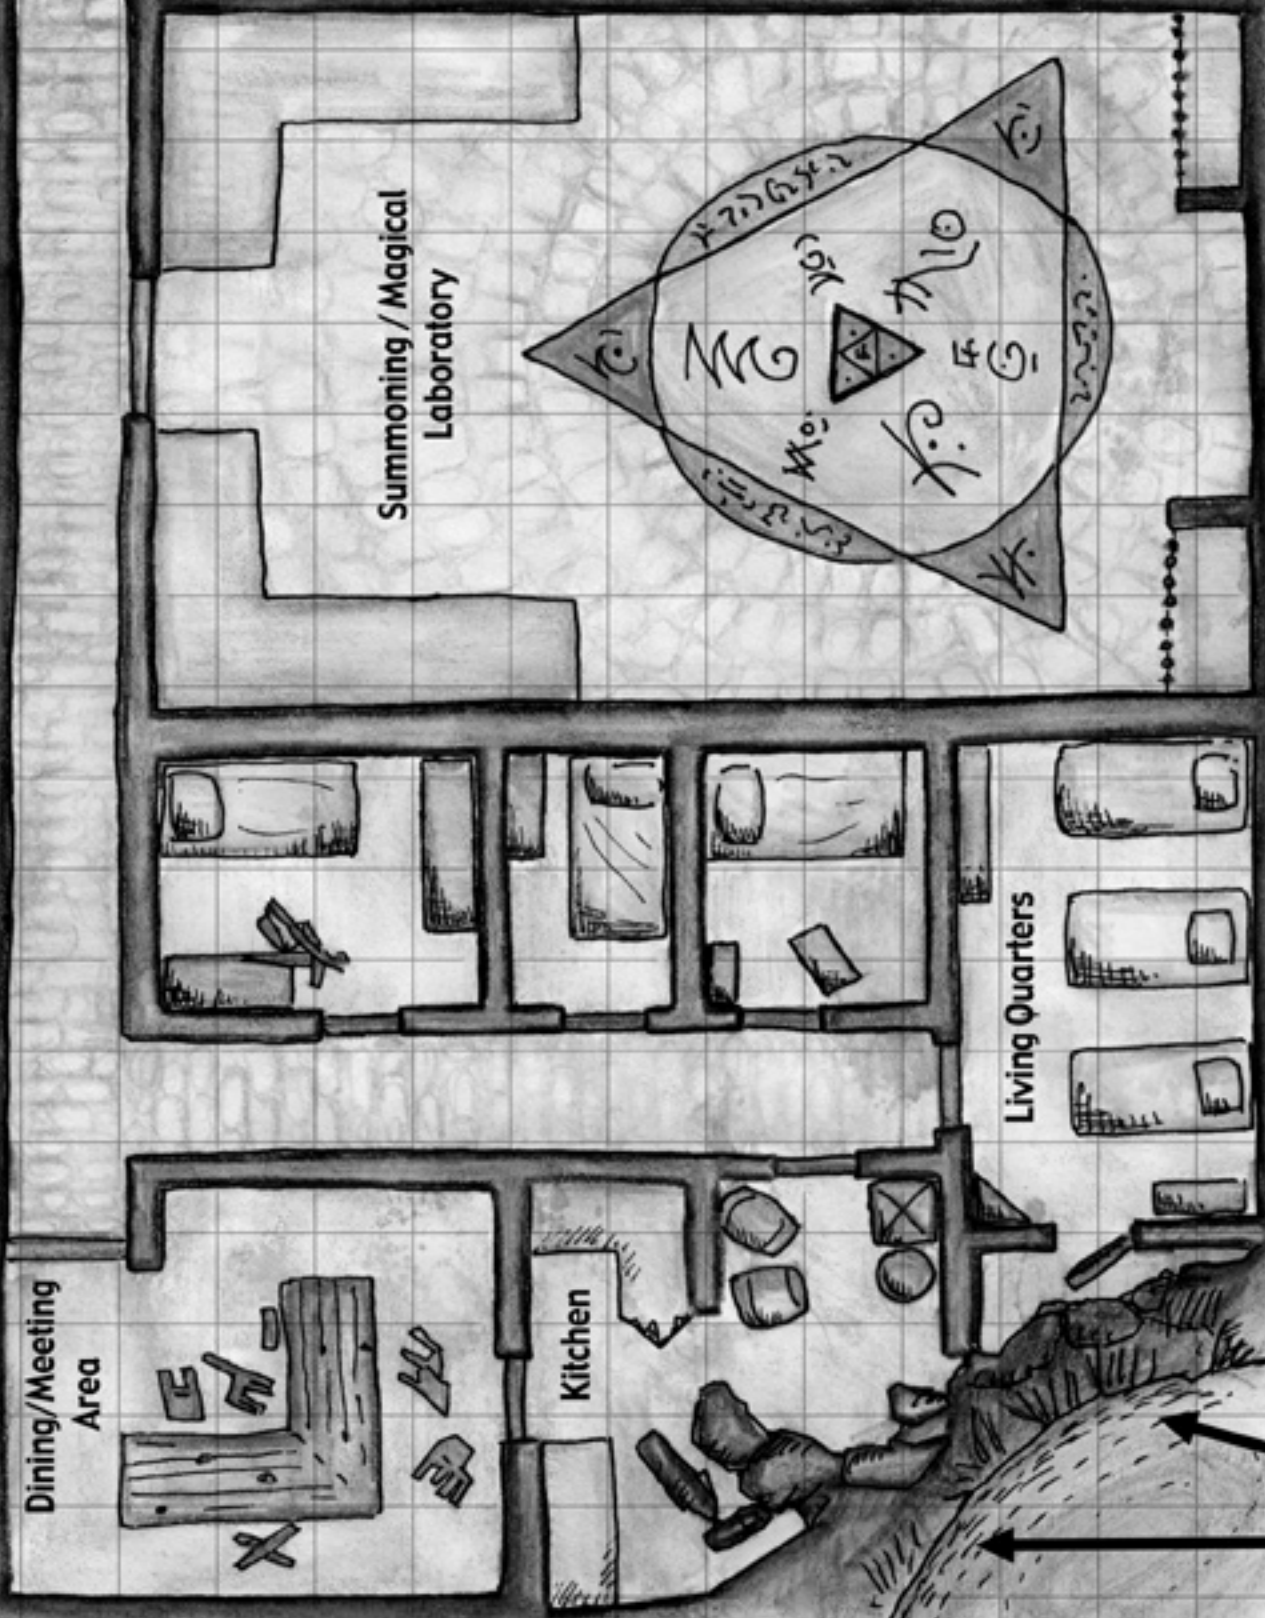 Summoning / Magical
Laboratory
Living Quarters
Dining/Meeting
Area
Kitchen